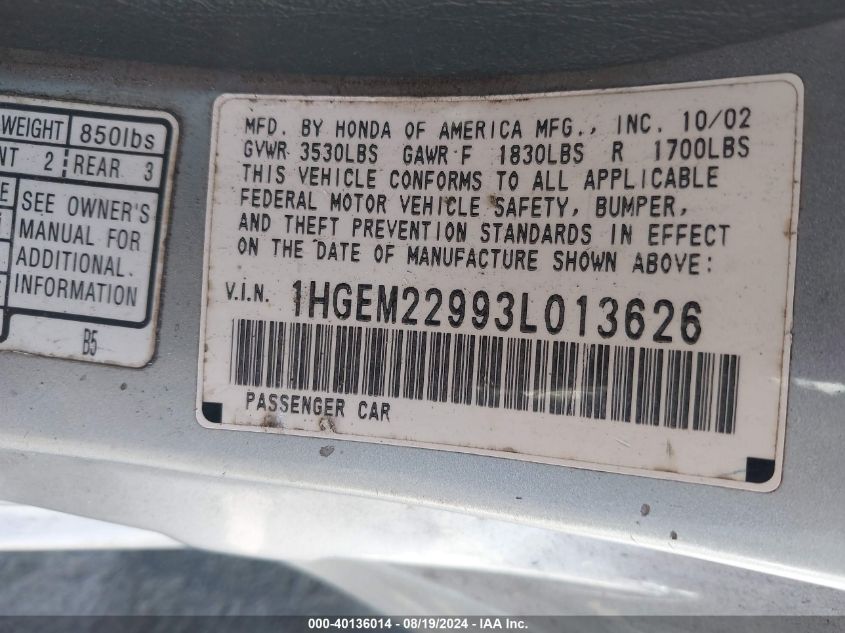 WEIGHT 850lbs
NT 2 REAR 3
E SEE OWNER'S
MANUAL FOR
ADDITIONAL
INFORMATION
B5
MFD. BY HONDA OF AMERICA MFG., INC. 10/02
GVWR 3530LBS GAWR F 1830LBS R 1700LBS
THIS VEHICLE CONFORMS TO ALL APPLICABLE
FEDERAL MOTOR VEHICLE SAFETY, BUMPER,
AND THEFT PREVENTION STANDARDS IN EFFECT
ON THE DATE OF MANUFACTURE SHOWN ABOVE:
V.I.N. 1HGEM22993L013626
PASSENGER CAR
000-40136014 - 08/19/2024 - IAA Inc.